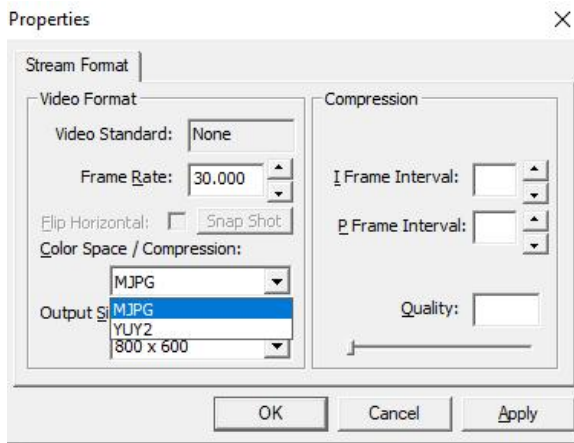 Properties
Stream Format
Video Format
Video Standard: None
Frame Rate: 30.000
Flip Horizontal: Snap Shot
Color Space / Compression:
MJPG
MJPG
YUY2
Output Si
800 x 600
Compression
I Frame Interval:
P Frame Interval:
Quality:
OK Cancel Apply